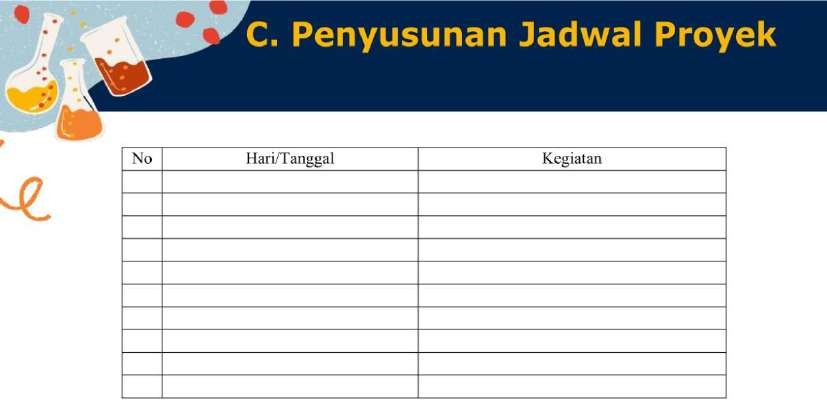 C. Penyusunan Jadwal Proyek
No Hari/Tanggal Kegiatan